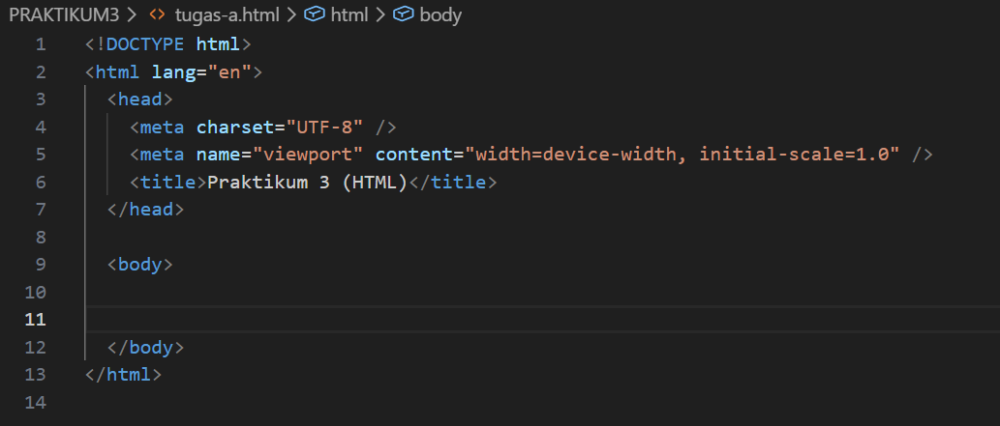 PRAKTIKUM3 > <> tugas-a.html > html > body
1 <!DOCTYPE html>
2 <html lang="en">
3 <head>
4 <meta charset="UTF-8" />
5 <meta name="viewport" content="width=device-width, initial-scale=1.0" />
6 <title>Praktikum 3 (HTML)</title>
7 </head>
8
9 <body>
10
11
12 </body>
13 </html>
14